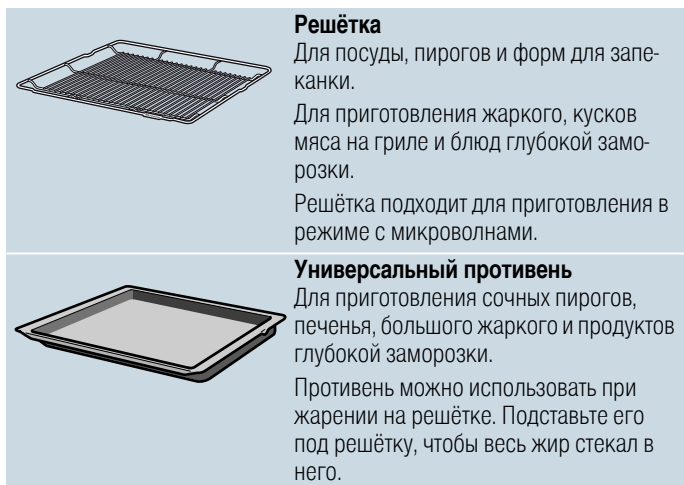 Решётка
Для посуды, пирогов и форм для запе-
канки.
Для приготовления жаркого, кусков
мяса на гриле и блюд глубокой замо-
розки.
Решётка подходит для приготовления в
режиме с микроволнами.
Универсальный противень
Для приготовления сочных пирогов,
печенья, большого жаркого и продуктов
глубокой заморозки.
Противень можно использовать при
жарении на решётке. Подставьте его
под решётку, чтобы весь жир стекал в
него.